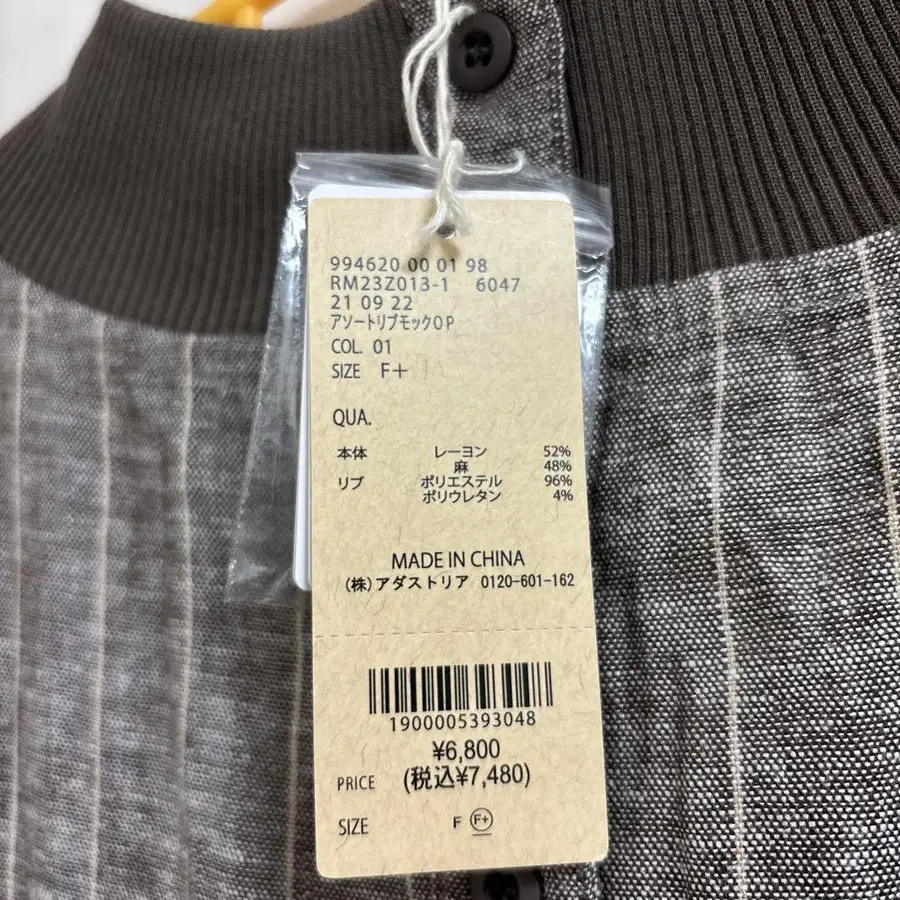 994620 00 01 98
RM23Z013-1 6047
21 09 22
アソートリブモックOP
COL. 01
SIZE F+
QUA.
本体 レーヨン 52%
麻 48%
リブ ポリエステル 96%
ポリウレタン 4%
MADE IN CHINA
(株)アダストリア 0120-601-162
1900005393048
¥6,800
PRICE (税込¥7,480)
SIZE F F+